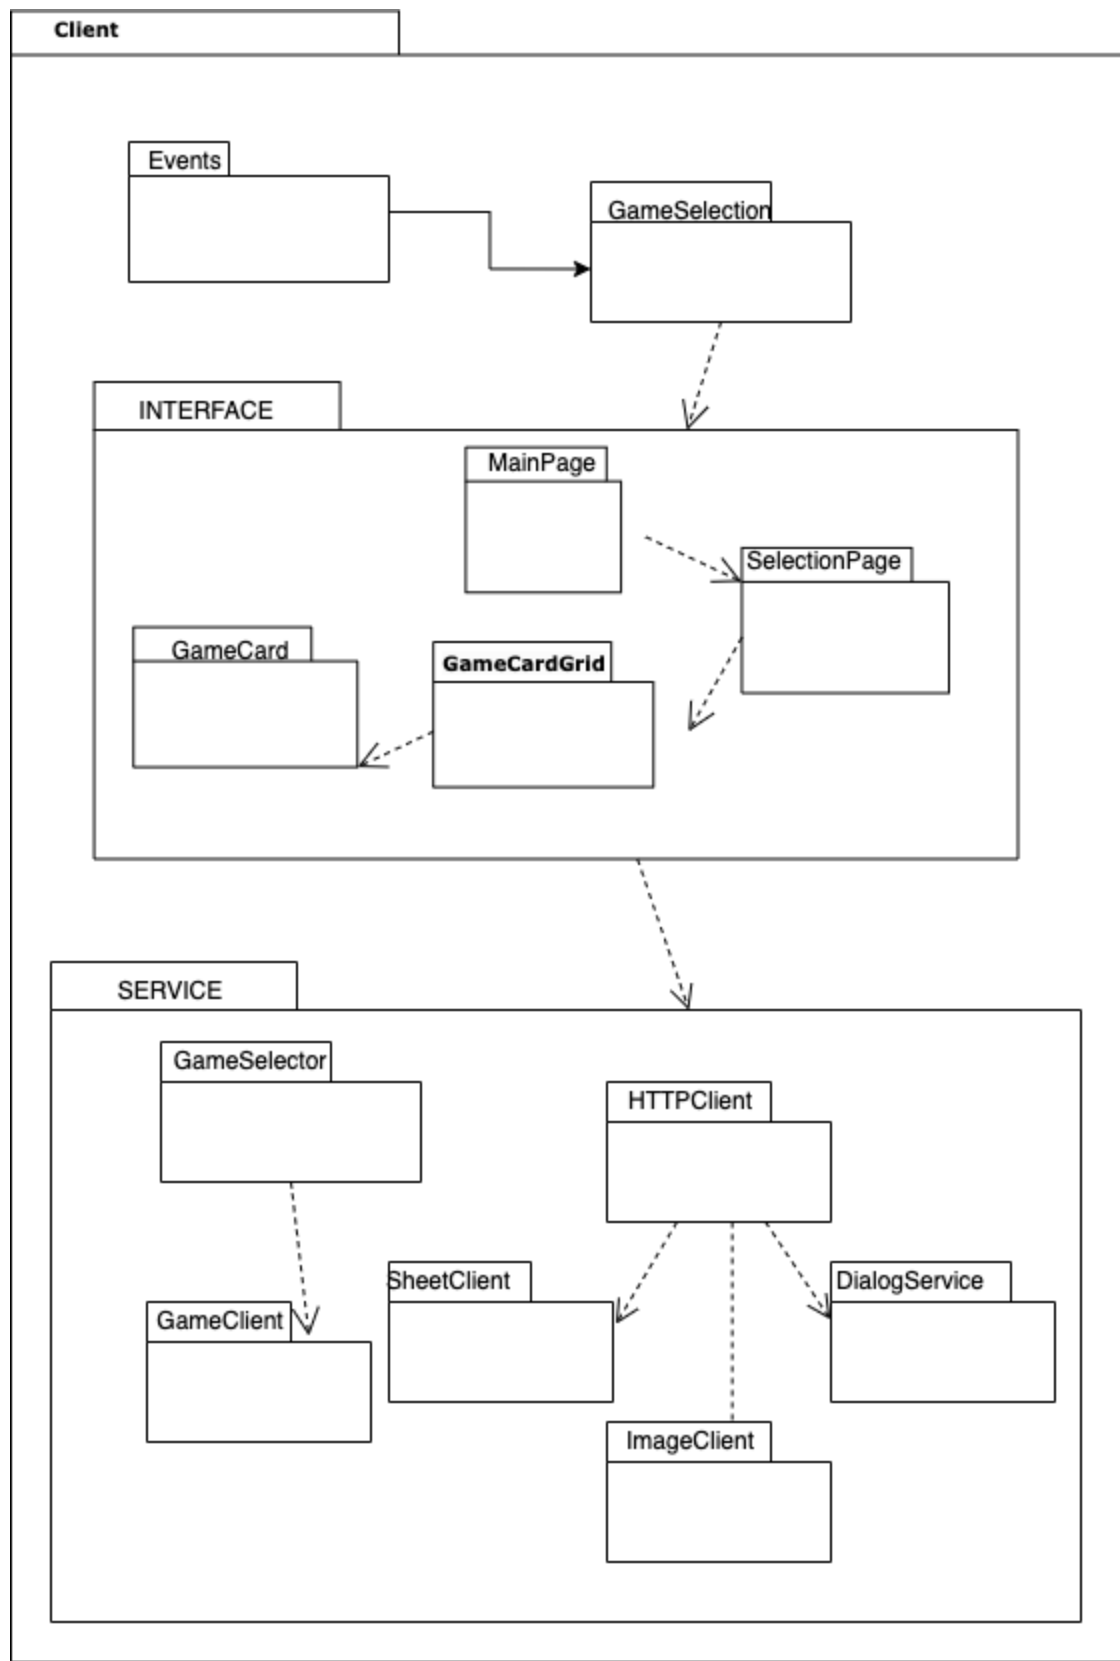 Client
Events
GameSelection
INTERFACE
MainPage
SelectionPage
GameCard
GameCardGrid
SERVICE
GameSelector
HTTPClient
SheetClient
DialogService
GameClient
ImageClient